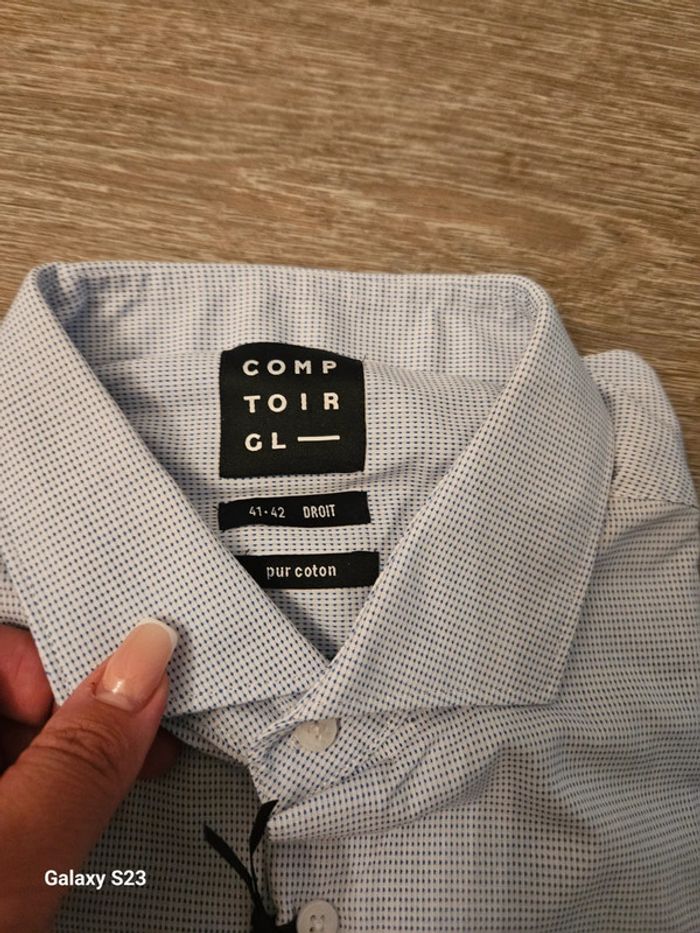 COMP
TOIR
GL —
41-42 DROIT
pur coton
Galaxy S23